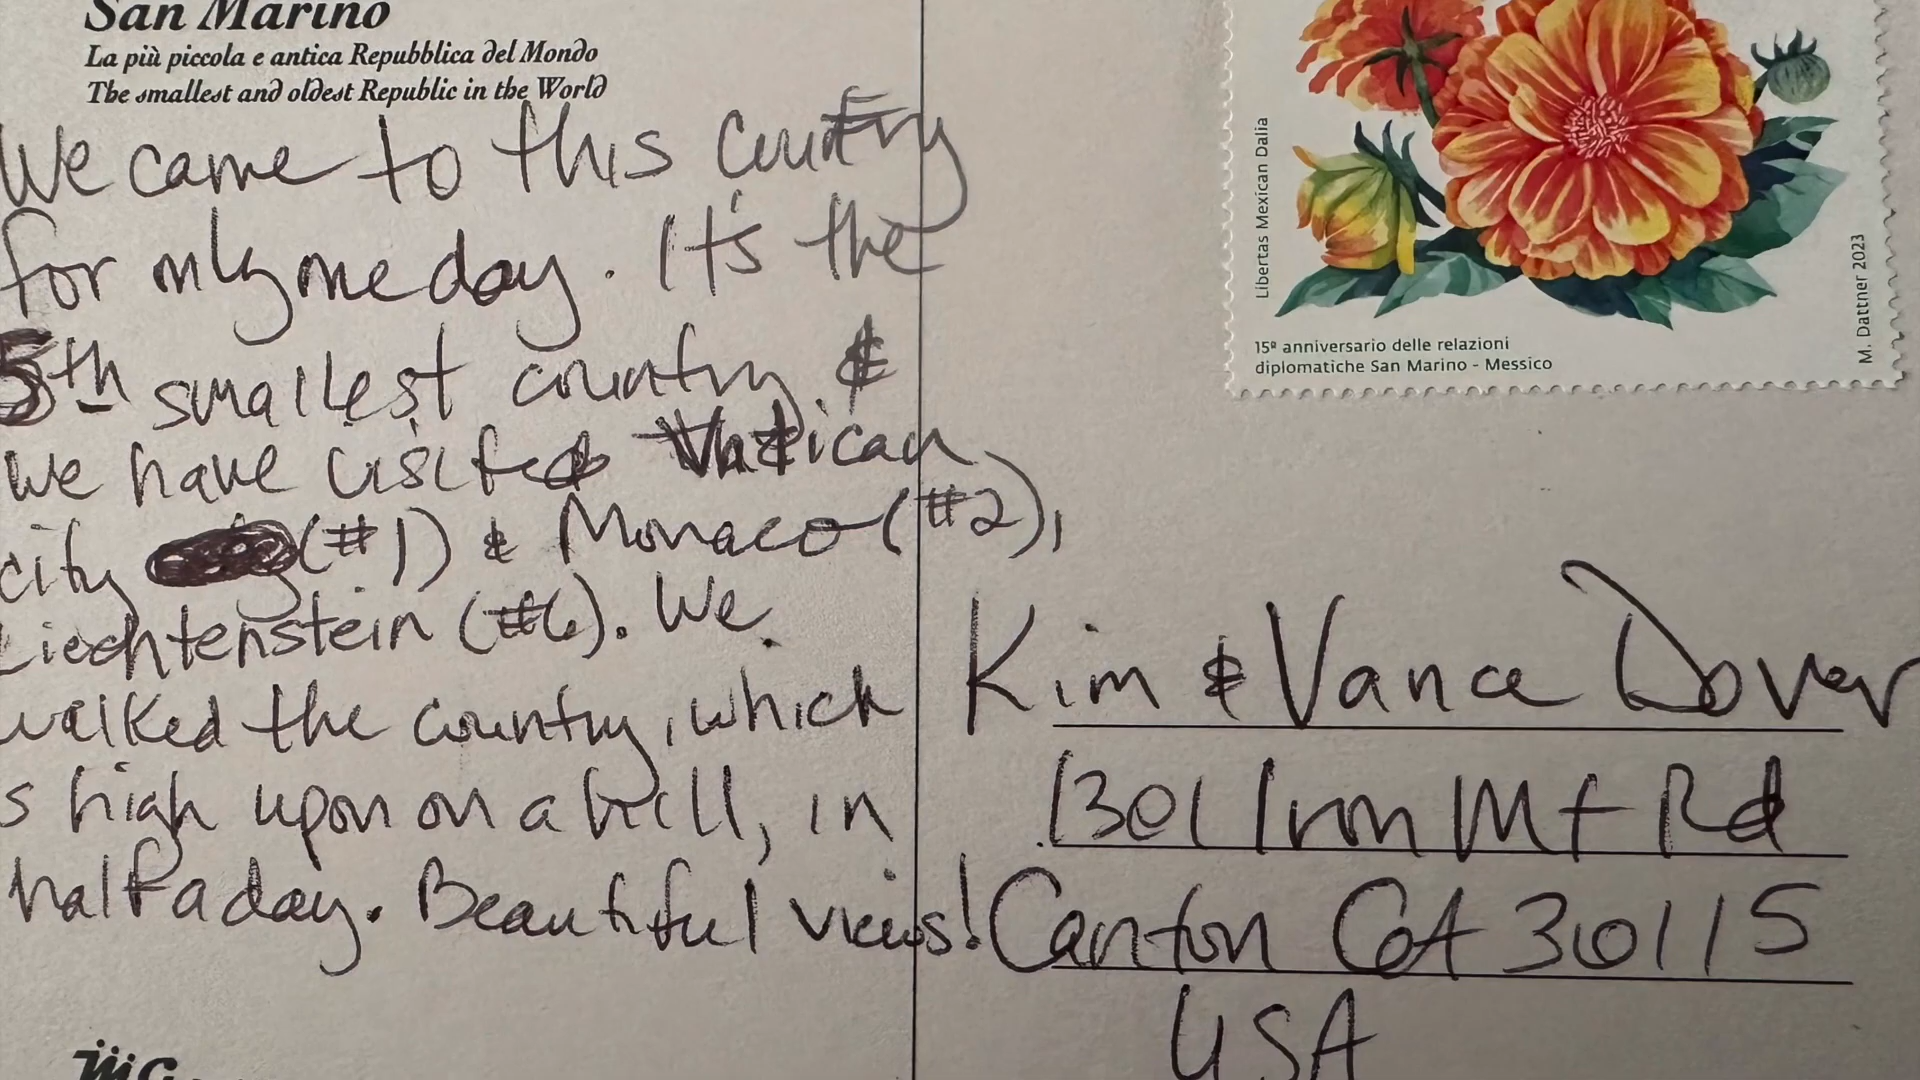 San Marino
La più piccola e antica Repubblica del Mondo
The smallest and oldest Republic in the World
We came to this country
for only one day. It's the
5th smallest country &
we have visited Vatican
city (#1) & Monaco (#2),
Liechtenstein (#6). We
walked the country, which
s high upon on a hill, in
half a day. Beautiful views!
Libertas Mexican Dalia
M. Dattner 2023
15º anniversario delle relazioni
diplomatiche San Marino - Messico
Kim & Vance Dover
1301 Iron Mt Rd
Canton GA 30115
USA